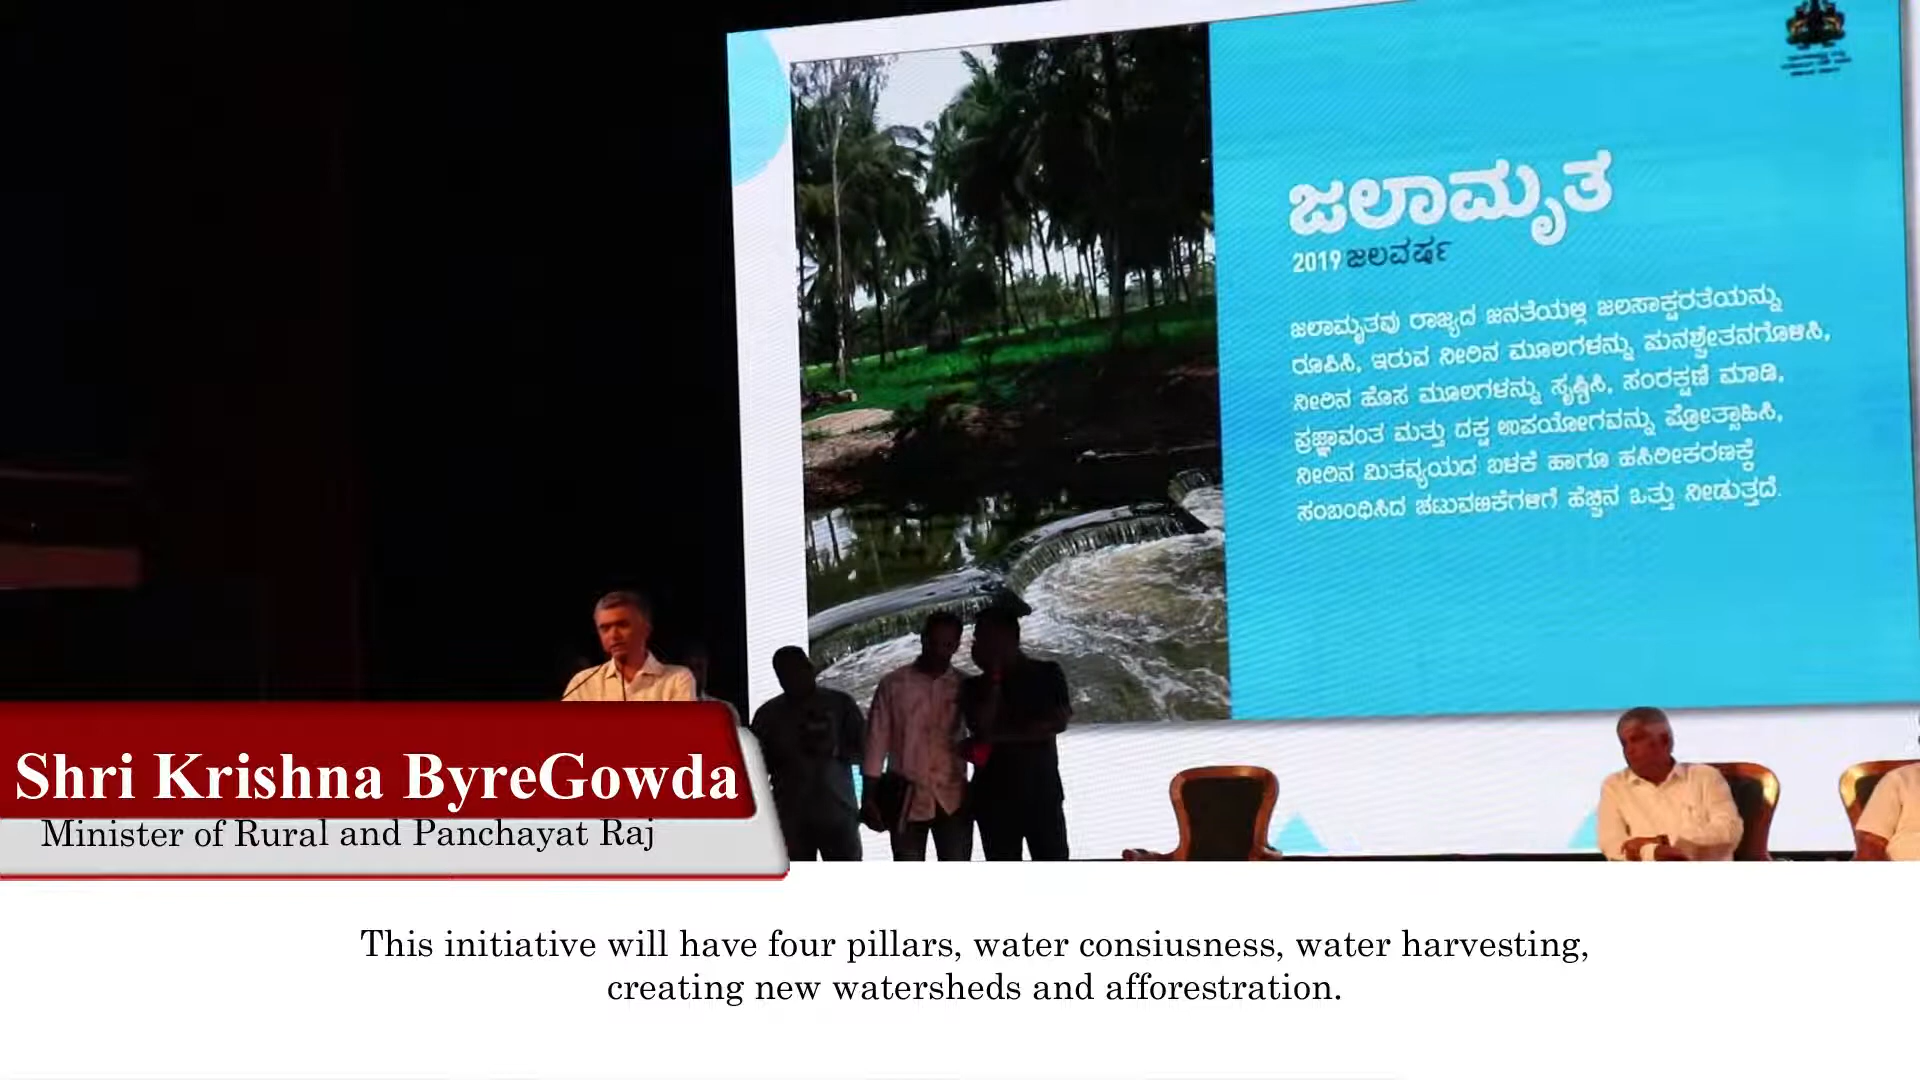 ಜಲಾಮೃತ
2019 ಜಲವರ್ಷ
ಜಲಾಮೃತವು ರಾಜ್ಯದ ಜನತೆಯಲ್ಲಿ ಜಲಸಾಕ್ಷರತೆಯನ್ನು
ರೂಪಿಸಿ, ಇರುವ ನೀರಿನ ಮೂಲಗಳನ್ನು ಪುನಶ್ಚೇತನಗೊಳಿಸಿ,
ನೀರಿನ ಹೊಸ ಮೂಲಗಳನ್ನು ಸೃಷ್ಟಿಸಿ, ಸಂರಕ್ಷಣೆ ಮಾಡಿ,
ಪ್ರಜ್ಞಾವಂತ ಮತ್ತು ದಕ್ಷ ಉಪಯೋಗವನ್ನು ಪ್ರೋತ್ಸಾಹಿಸಿ,
ನೀರಿನ ಮಿತವ್ಯಯದ ಬಳಕೆ ಹಾಗೂ ಹಸಿರೀಕರಣಕ್ಕೆ
ಸಂಬಂಧಿಸಿದ ಚಟುವಟಿಕೆಗಳಿಗೆ ಹೆಚ್ಚಿನ ಒತ್ತು ನೀಡುತ್ತದೆ.
Shri Krishna ByreGowda
Minister of Rural and Panchayat Raj
This initiative will have four pillars, water consiusness, water harvesting,
creating new watersheds and afforestration.